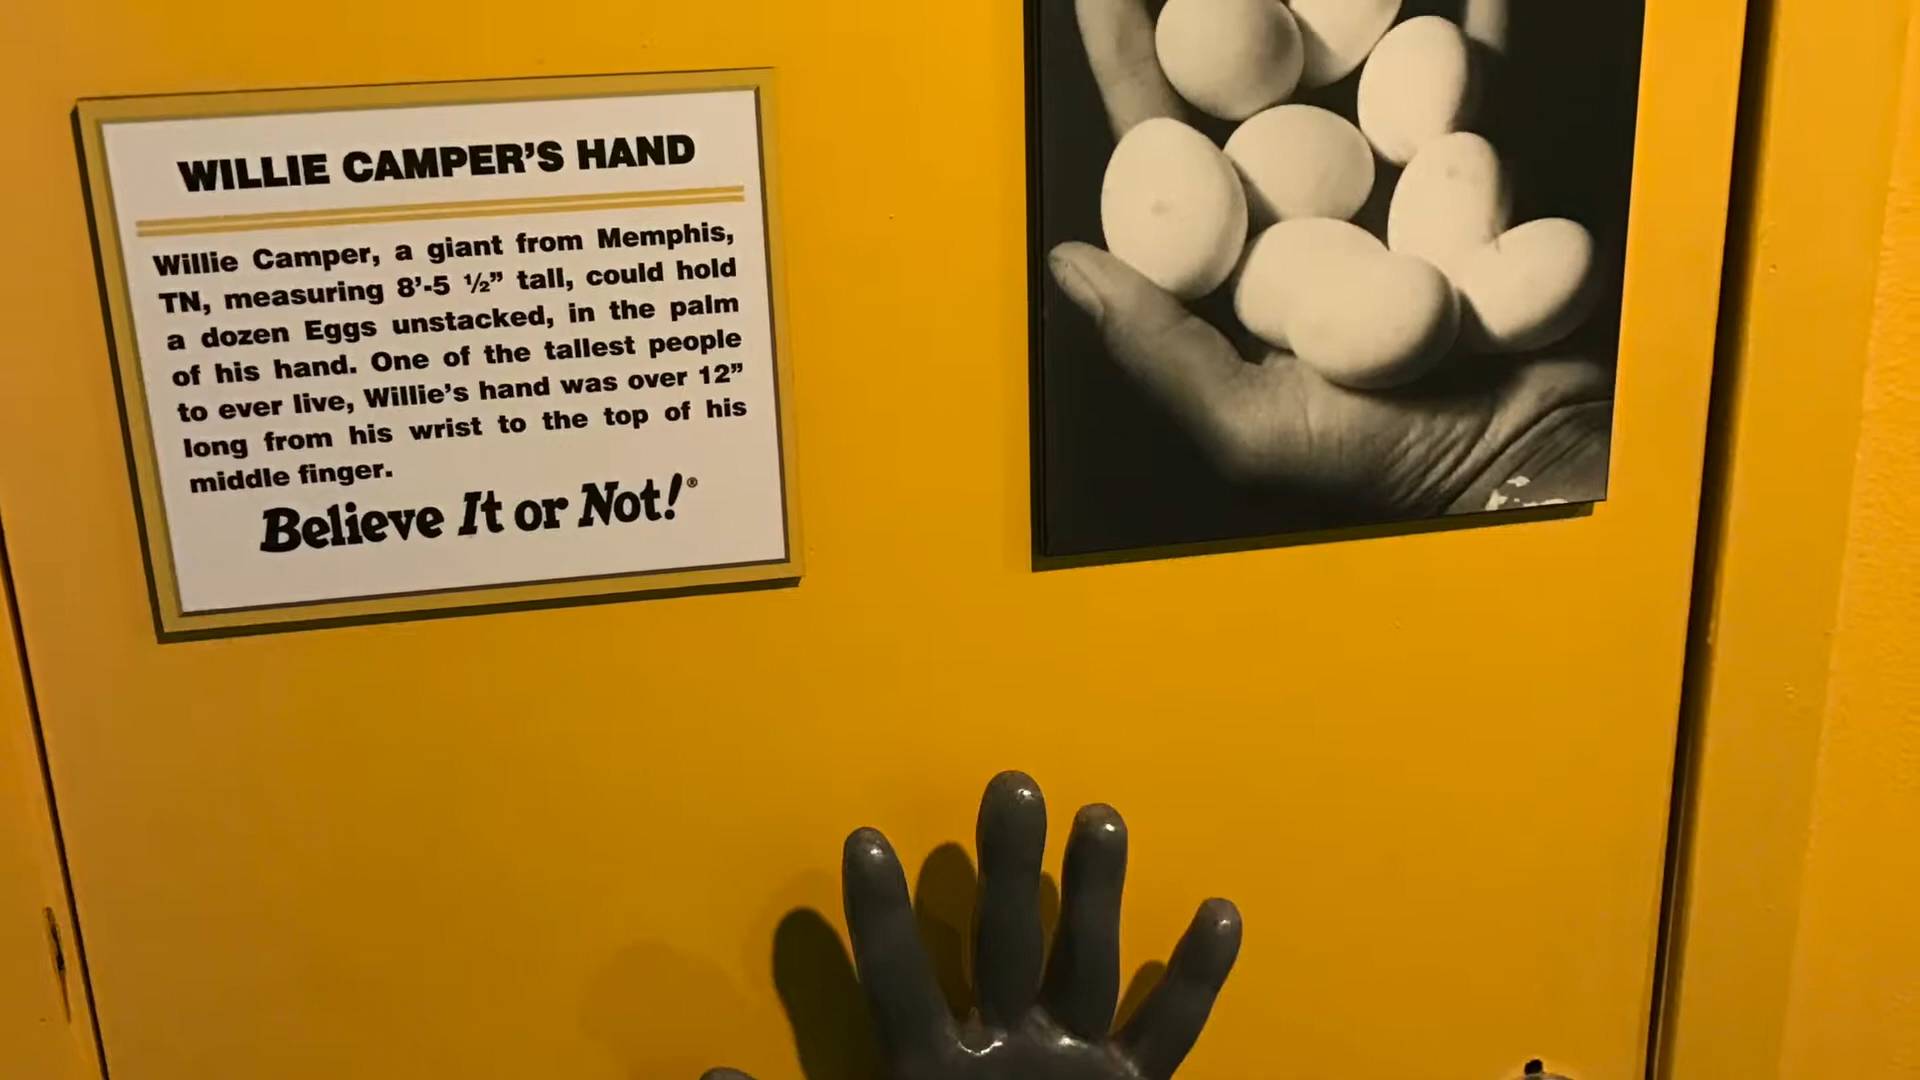 WILLIE CAMPER'S HAND
Willie Camper, a giant from Memphis,
TN, measuring 8'-5 ½" tall, could hold
a dozen Eggs unstacked, in the palm
of his hand. One of the tallest people
to ever live, Willie's hand was over 12"
long from his wrist to the top of his
middle finger.
Believe It or Not!®